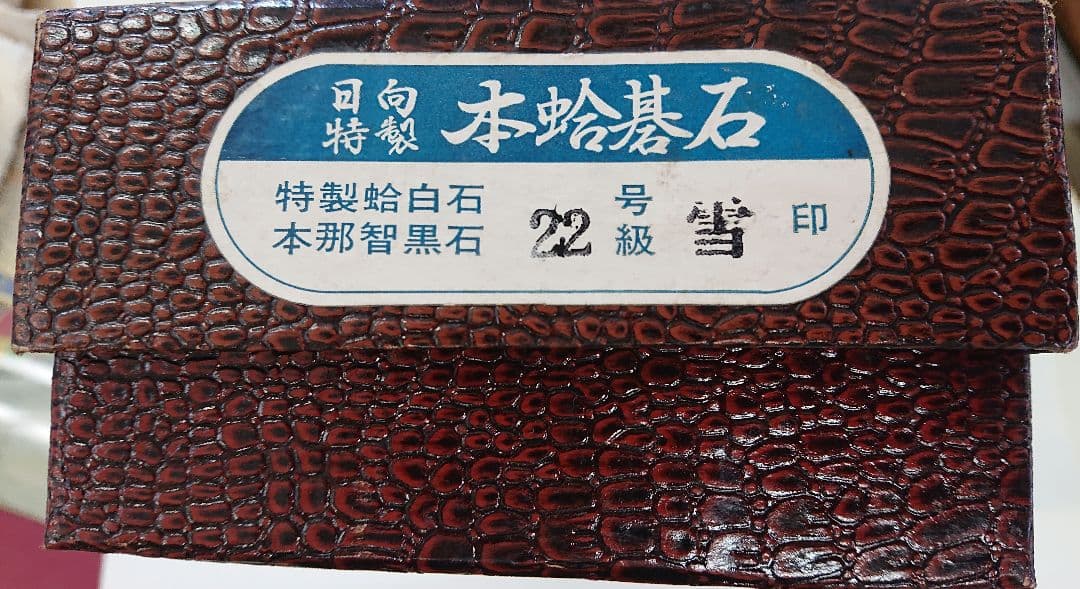 日向特製 本蛤碁石
特製蛤白石
本那智黒石
22 号級 雪 印